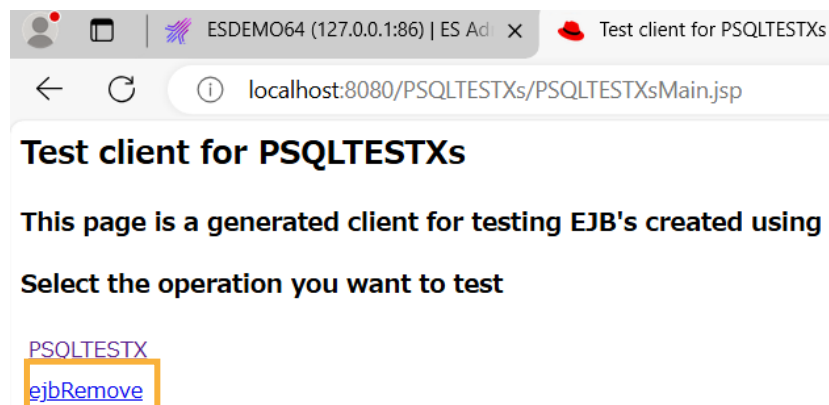 ESDEMO64 (127.0.0.1:86) | ES Ad
Test client for PSQLTESTXs
localhost:8080/PSQLTESTXs/PSQLTESTXsMain.jsp
Test client for PSQLTESTXs
This page is a generated client for testing EJB's created using
Select the operation you want to test
PSQLTESTX
ejbRemove